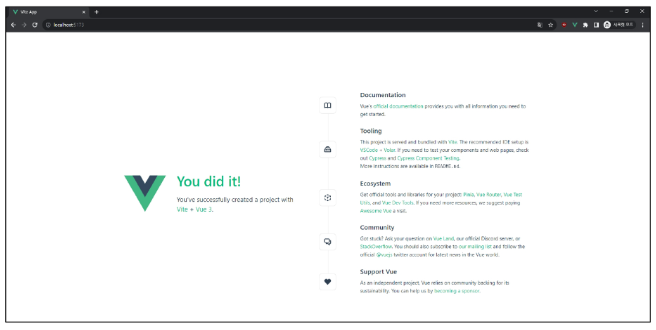 Vite App
localhost:5173
You did it!
You've successfully created a project with
Vite + Vue 3.
Documentation
Vue's official documentation provides you with all information you need to
get started.
Tooling
This project is served and bundled with Vite. The recommended IDE setup is
VSCode + Volar. If you need to test your components and web pages, check
out Cypress and Cypress Component Testing.
More instructions are available in README.md.
Ecosystem
Get official tools and libraries for your project: Pinia, Vue Router, Vue Test
Utils, and Vue Dev Tools. If you need more resources, we suggest paying
Awesome Vue a visit.
Community
Got stuck? Ask your question on Vue Land, our official Discord server, or
StackOverflow. You should also subscribe to our mailing list and follow the
official @vuejs twitter account for latest news in the Vue world.
Support Vue
As an independent project, Vue relies on community backing for its
sustainability. You can help us by becoming a sponsor.